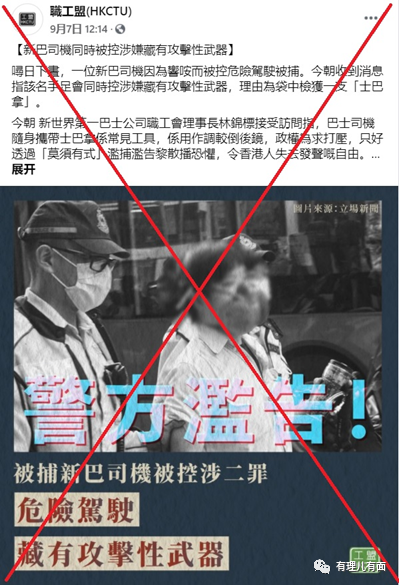 職工盟(HKCTU)
9月7日 12:14
【新巴司機同時被控涉嫌藏有攻擊性武器】
噚日下晝,一位新巴司機因為響咹而被控危險駕駛被捕。今朝收到消息
指該名手足會同時控涉嫌藏有攻擊性武器,理由為袋中檢獲一支「士巴
拿」。
今朝 新世界第一巴士公司職工會理事長林錦標接受訪問指,巴士司機
隨身攜帶士巴拿係常見工具,係用作調較倒後鏡,政權為求打壓,只好
透過「莫須有式」濫捕濫告黎散播恐懼,令香港人失去發聲嘅自由。...
展开
圖片來源:立場新聞
警方濫告!
被捕新巴司機被控涉二罪
危險駕駛
藏有攻擊性武器
工盟
有理儿有面